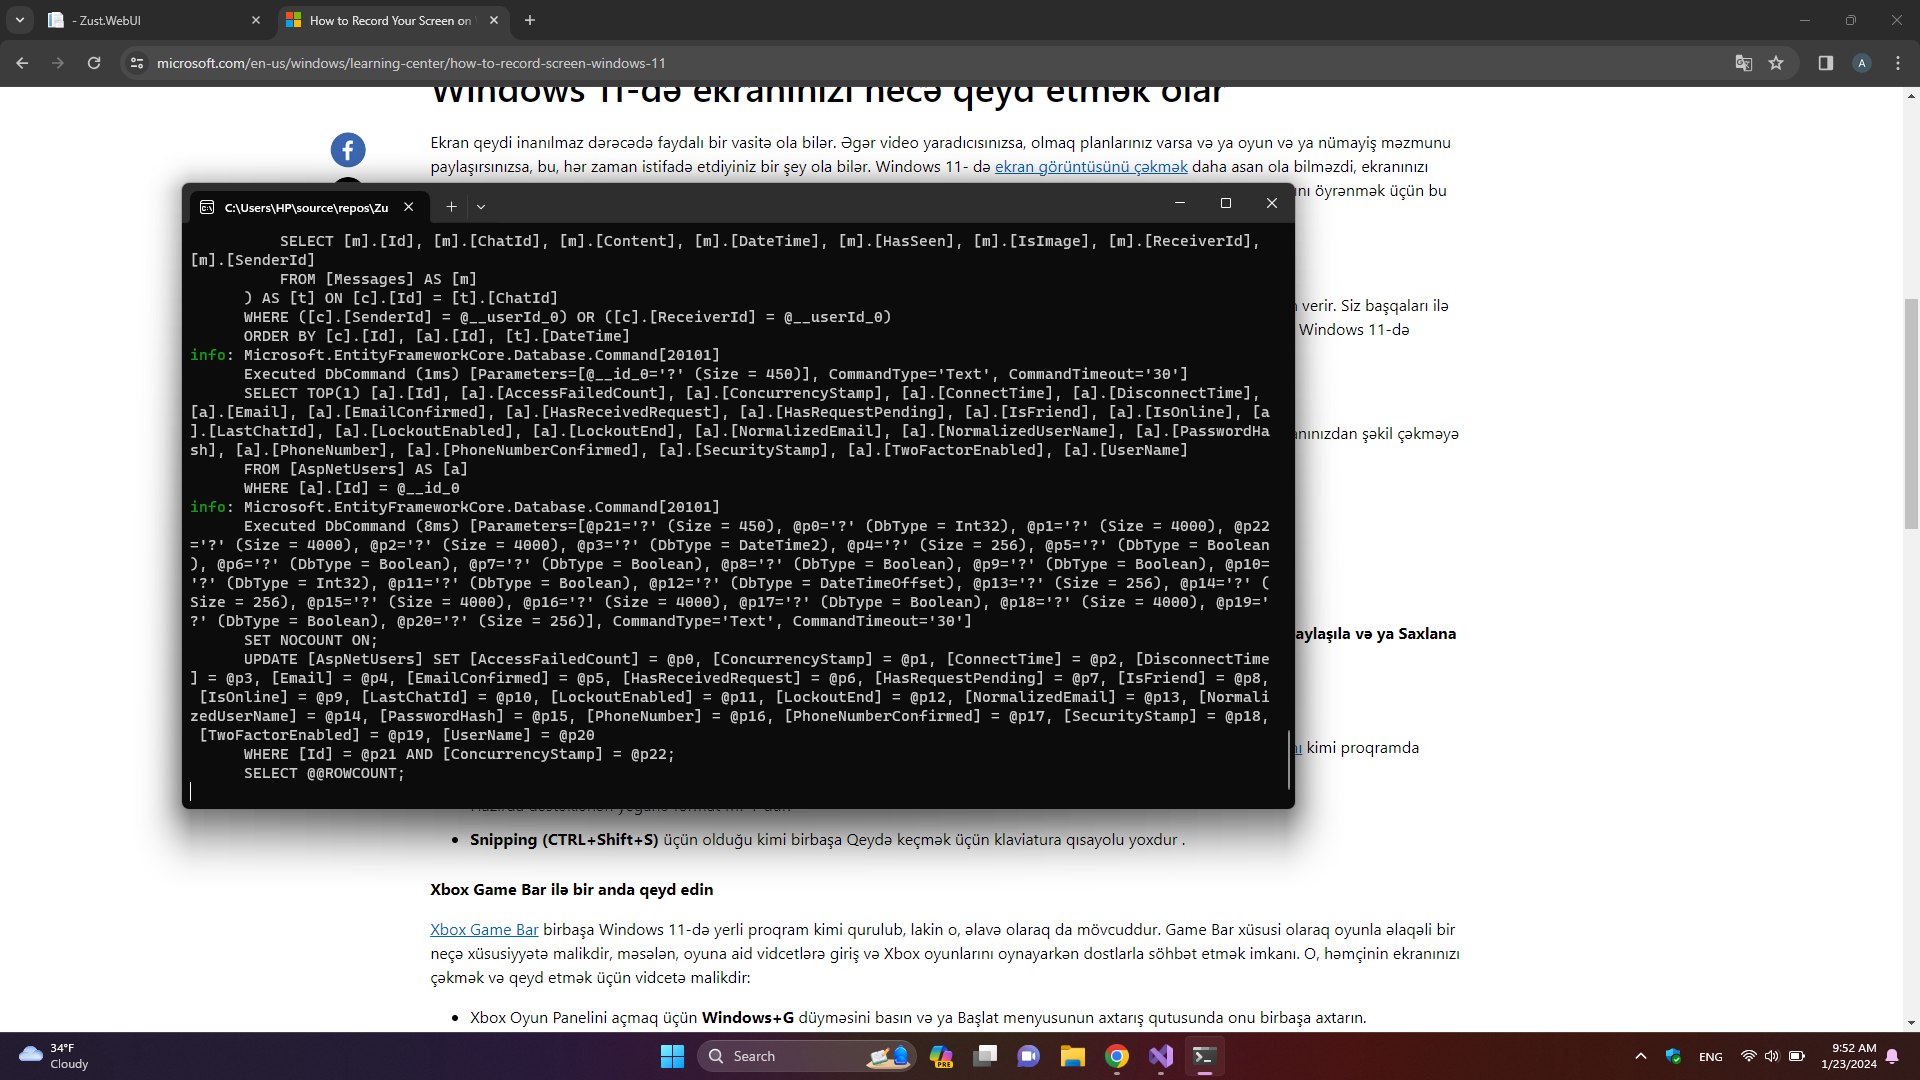 - Zust.WebUI
How to Record Your Screen on
microsoft.com/en-us/windows/learning-center/how-to-record-screen-windows-11
A
Windows 11-də ekranınızı necə qeyd etmək olar
Ekran qeydi inanılmaz dərəcədə faydalı bir vasitə ola bilər. Əgər video yaradıcısınızsa, olmaq planlarınız varsa və ya oyun və ya nümayiş məzmunu
paylaşırsınızsa, bu, hər zaman istifadə etdiyiniz bir şey ola bilər. Windows 11- də ekran görüntüsünü çəkmək daha asan ola bilməzdi, ekranınızı
öyrənmək üçün bu
verir. Siz başqaları ilə
Windows 11-də
şəkil çəkməyə
və ya Saxlana
kimi proqramda
C:\Users\HP\source\repos\Zu
SELECT [m].[Id], [m].[ChatId], [m].[Content], [m].[DateTime], [m].[HasSeen], [m].[IsImage], [m].[ReceiverId],
[m].[SenderId]
FROM [Messages] AS [m]
) AS [t] ON [c].[Id] = [t].[ChatId]
WHERE ([c].[SenderId] = @__userId_0) OR ([c].[ReceiverId] = @__userId_0)
ORDER BY [c].[Id], [a].[Id], [t].[DateTime]
info: Microsoft.EntityFrameworkCore.Database.Command[20101]
Executed DbCommand (1ms) [Parameters=[@__id_0='?' (Size = 450)], CommandType='Text', CommandTimeout='30']
SELECT TOP(1) [a].[Id], [a].[AccessFailedCount], [a].[ConcurrencyStamp], [a].[ConnectTime], [a].[DisconnectTime],
[a].[Email], [a].[EmailConfirmed], [a].[HasReceivedRequest], [a].[HasRequestPending], [a].[IsFriend], [a].[IsOnline], [a
].[LastChatId], [a].[LockoutEnabled], [a].[LockoutEnd], [a].[NormalizedEmail], [a].[NormalizedUserName], [a].[PasswordHa
sh], [a].[PhoneNumber], [a].[PhoneNumberConfirmed], [a].[SecurityStamp], [a].[TwoFactorEnabled], [a].[UserName]
FROM [AspNetUsers] AS [a]
WHERE [a].[Id] = @__id_0
info: Microsoft.EntityFrameworkCore.Database.Command[20101]
Executed DbCommand (8ms) [Parameters=[@p21='?' (Size = 450), @p0='?' (DbType = Int32), @p1='?' (Size = 4000), @p22
='?' (Size = 4000), @p2='?' (Size = 4000), @p3='?' (DbType = DateTime2), @p4='?' (Size = 256), @p5='?' (DbType = Boolean
), @p6='?' (DbType = Boolean), @p7='?' (DbType = Boolean), @p8='?' (DbType = Boolean), @p9='?' (DbType = Boolean), @p10=
'?' (DbType = Int32), @p11='?' (DbType = Boolean), @p12='?' (DbType = DateTimeOffset), @p13='?' (Size = 256), @p14='?' (
Size = 256), @p15='?' (Size = 4000), @p16='?' (Size = 4000), @p17='?' (DbType = Boolean), @p18='?' (Size = 4000), @p19='
?' (DbType = Boolean), @p20='?' (Size = 256)], CommandType='Text', CommandTimeout='30']
SET NOCOUNT ON;
UPDATE [AspNetUsers] SET [AccessFailedCount] = @p0, [ConcurrencyStamp] = @p1, [ConnectTime] = @p2, [DisconnectTime
] = @p3, [Email] = @p4, [EmailConfirmed] = @p5, [HasReceivedRequest] = @p6, [HasRequestPending] = @p7, [IsFriend] = @p8,
[IsOnline] = @p9, [LastChatId] = @p10, [LockoutEnabled] = @p11, [LockoutEnd] = @p12, [NormalizedEmail] = @p13, [Normali
zedUserName] = @p14, [PasswordHash] = @p15, [PhoneNumber] = @p16, [PhoneNumberConfirmed] = @p17, [SecurityStamp] = @p18,
[TwoFactorEnabled] = @p19, [UserName] = @p20
WHERE [Id] = @p21 AND [ConcurrencyStamp] = @p22;
SELECT @@ROWCOUNT;
Snipping (CTRL+Shift+S) üçün olduğu kimi birbaşa Qeydə keçmək üçün klaviatura qısayolu yoxdur .
Xbox Game Bar ilə bir anda qeyd edin
Xbox Game Bar birbaşa Windows 11-də yerli proqram kimi qurulub, lakin o, əlavə olaraq da mövcuddur. Game Bar xüsusi olaraq oyunla əlaqəli bir
neçə xüsusiyyətə malikdir, məsələn, oyuna aid vidcetlərə giriş və Xbox oyunlarını oynayarkən dostlarla söhbət etmək imkanı. O, həmçinin ekranınızı
çəkmək və qeyd etmək üçün vidcetə malikdir:
Xbox Oyun Panelini açmaq üçün Windows+G düyməsini basın və ya Başlat menyusunun axtarış qutusunda onu birbaşa axtarın.
34°F
Cloudy
Search
PRE
ENG
9:52 AM
1/23/2024